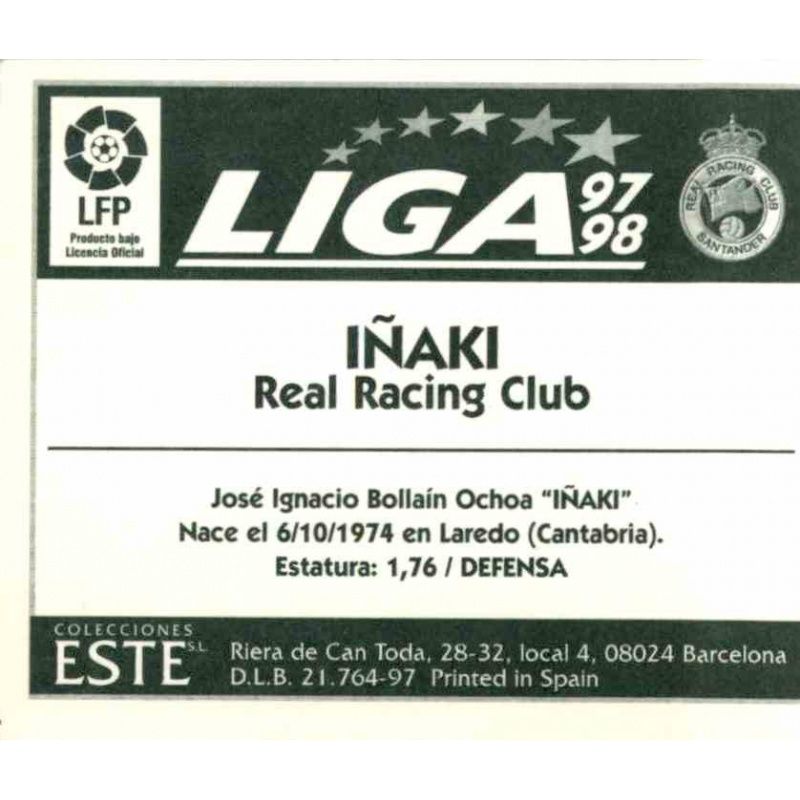 LFP
Producto bajo
Licencia Oficial
LIGA 97
98
REAL RACING CLUB
SANTANDER
IÑAKI
Real Racing Club
José Ignacio Bollaín Ochoa "IÑAKI"
Nace el 6/10/1974 en Laredo (Cantabria).
Estatura: 1,76 / DEFENSA
COLECCIONES
ESTE S.L.
Riera de Can Toda, 28-32, local 4, 08024 Barcelona
D.L.B. 21.764-97 Printed in Spain